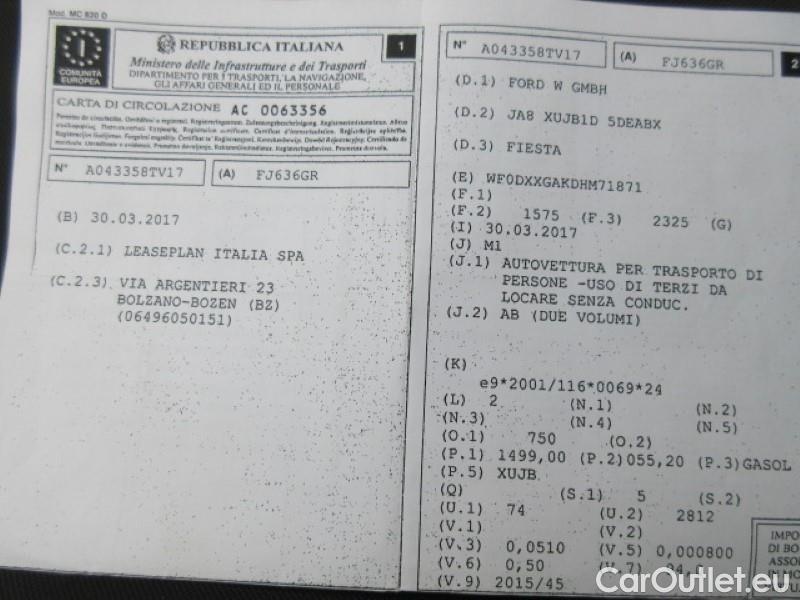 Mod. MC 820 D
I
COMUNITÀ
EUROPEA
REPUBBLICA ITALIANA
1
Ministero delle Infrastrutture e dei Trasporti
DIPARTIMENTO PER I TRASPORTI, LA NAVIGAZIONE,
GLI AFFARI GENERALI ED IL PERSONALE
CARTA DI CIRCOLAZIONE AC 0063356
N° A043358TV17 (A) FJ636GR
(B) 30.03.2017
(C.2.1) LEASEPLAN ITALIA SPA
(C.2.3) VIA ARGENTIERI 23
BOLZANO-BOZEN (BZ)
(06496050151)
N° A043358TV17 (A) FJ636GR 2
(D.1) FORD W GMBH
(D.2) JA8 XUJB1D 5DEABX
(D.3) FIESTA
(E) WF0DXXGAKDHM71871
(F.1)
(F.2) 1575 (F.3) 2325 (G)
(I) 30.03.2017
(J) M1
(J.1) AUTOVETTURA PER TRASPORTO DI
PERSONE -USO DI TERZI DA
LOCARE SENZA CONDUC.
(J.2) AB (DUE VOLUMI)
(K)
e9*2001/116*0069*24
(L) 2 (N.1) (N.2)
(N.3) (N.4) (N.5)
(O.1) 750 (O.2)
(P.1) 1499,00 (P.2)055,20 (P.3)GASOL
(P.5) XUJB
(Q) (S.1) 5 (S.2)
(U.1) 74 (U.2) 2812
(V.1) (V.2)
(V.3) 0,0510 (V.5) 0,000800
(V.6) 0,50 (V.7) 94,0
(V.9) 2015/45
IMPO
DI BO
ASSO
IN MO
CarOutlet.eu